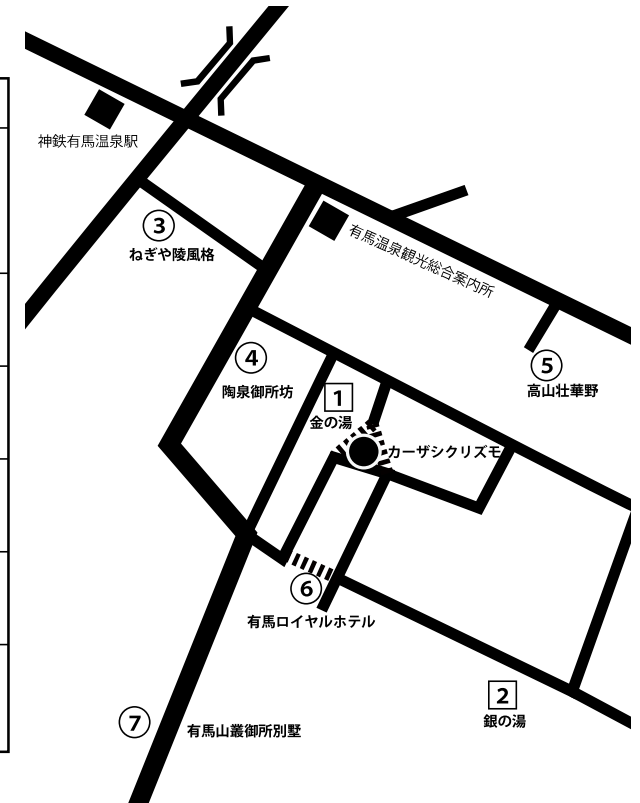 神鉄有馬温泉駅
3
ねぎや陵風格
有馬温泉観光総合案内所
4
陶泉御所坊
5
高山壮華野
1
金の湯
カーザシクリズモ
6
有馬ロイヤルホテル
2
銀の湯
7
有馬山叢御所別墅